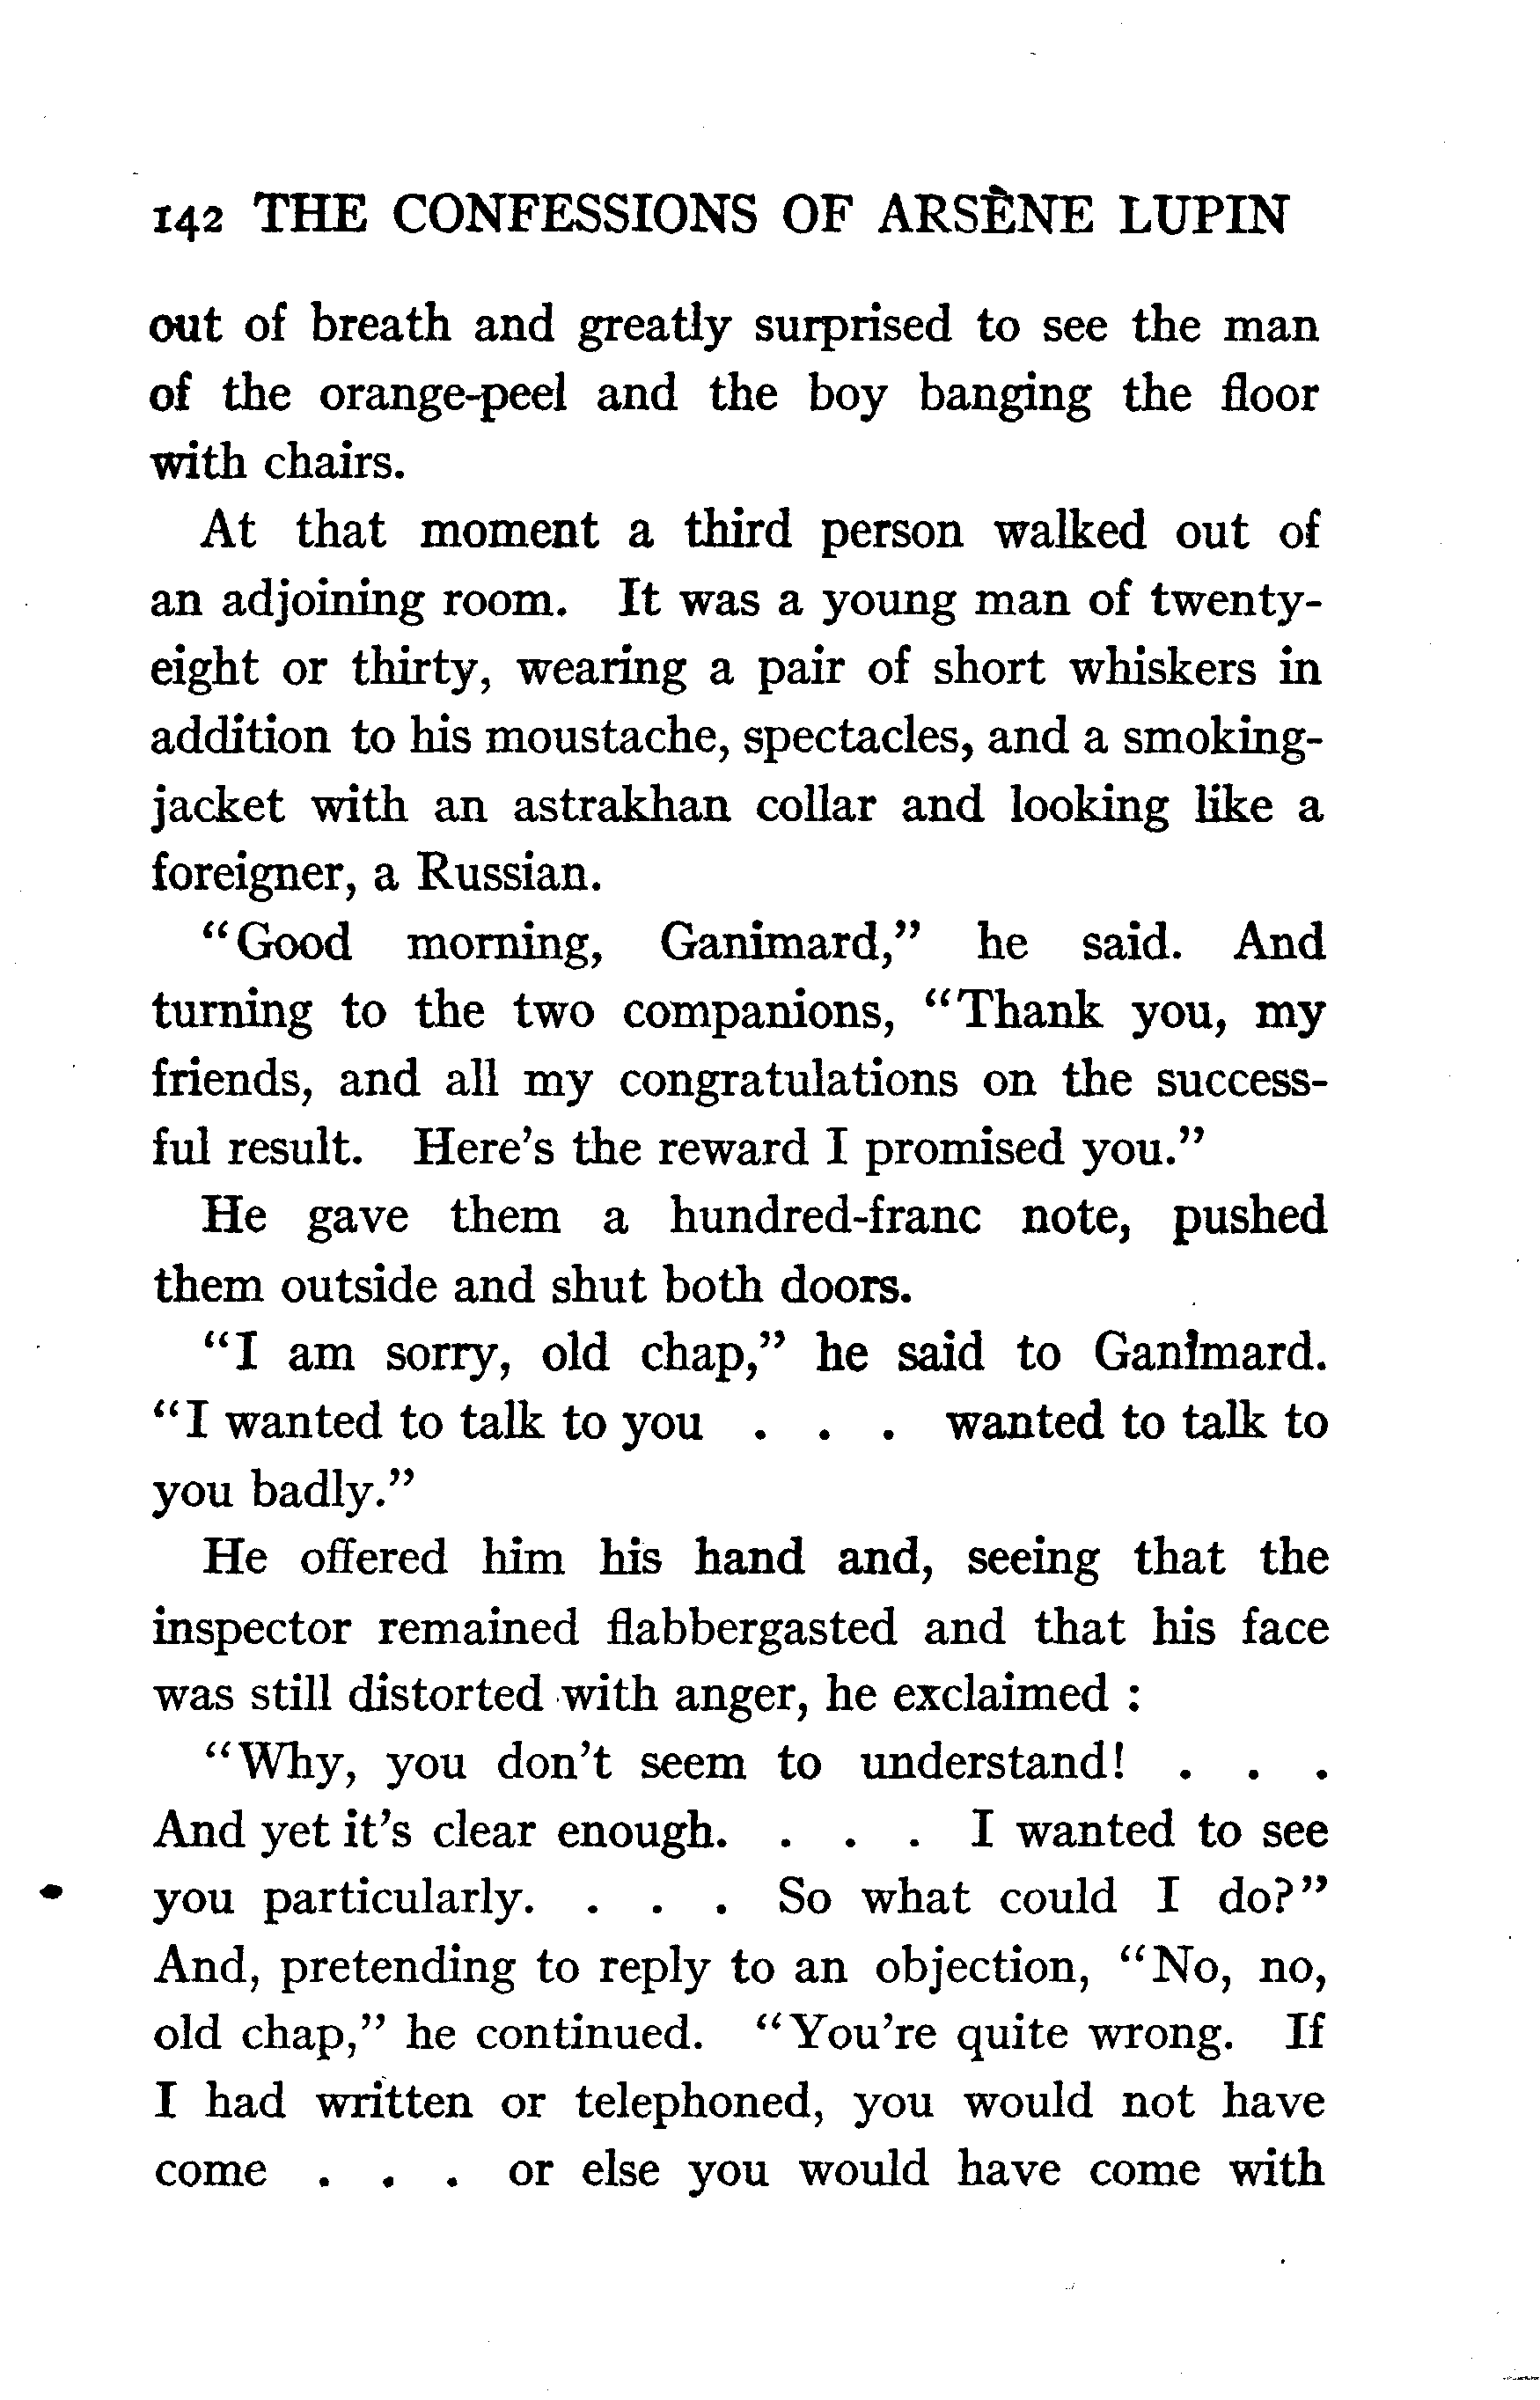 142 THE CONFESSIONS OF ARSÈNE LUPIN
out of breath and greatly surprised to see the man
of the orange-peel and the boy banging the floor
with chairs.
At that moment a third person walked out of
an adjoining room. It was a young man of twenty-
eight or thirty, wearing a pair of short whiskers in
addition to his moustache, spectacles, and a smoking-
jacket with an astrakhan collar and looking like a
foreigner, a Russian.
"Good morning, Ganimard," he said. And
turning to the two companions, "Thank you, my
friends, and all my congratulations on the success-
ful result. Here's the reward I promised you."
He gave them a hundred-franc note, pushed
them outside and shut both doors.
"I am sorry, old chap," he said to Ganimard.
"I wanted to talk to you . . . wanted to talk to
you badly."
He offered him his hand and, seeing that the
inspector remained flabbergasted and that his face
was still distorted with anger, he exclaimed :
"Why, you don't seem to understand! . . .
And yet it's clear enough. . . . I wanted to see
you particularly. . . . So what could I do?"
And, pretending to reply to an objection, "No, no,
old chap," he continued. "You're quite wrong. If
I had written or telephoned, you would not have
come . . . or else you would have come with